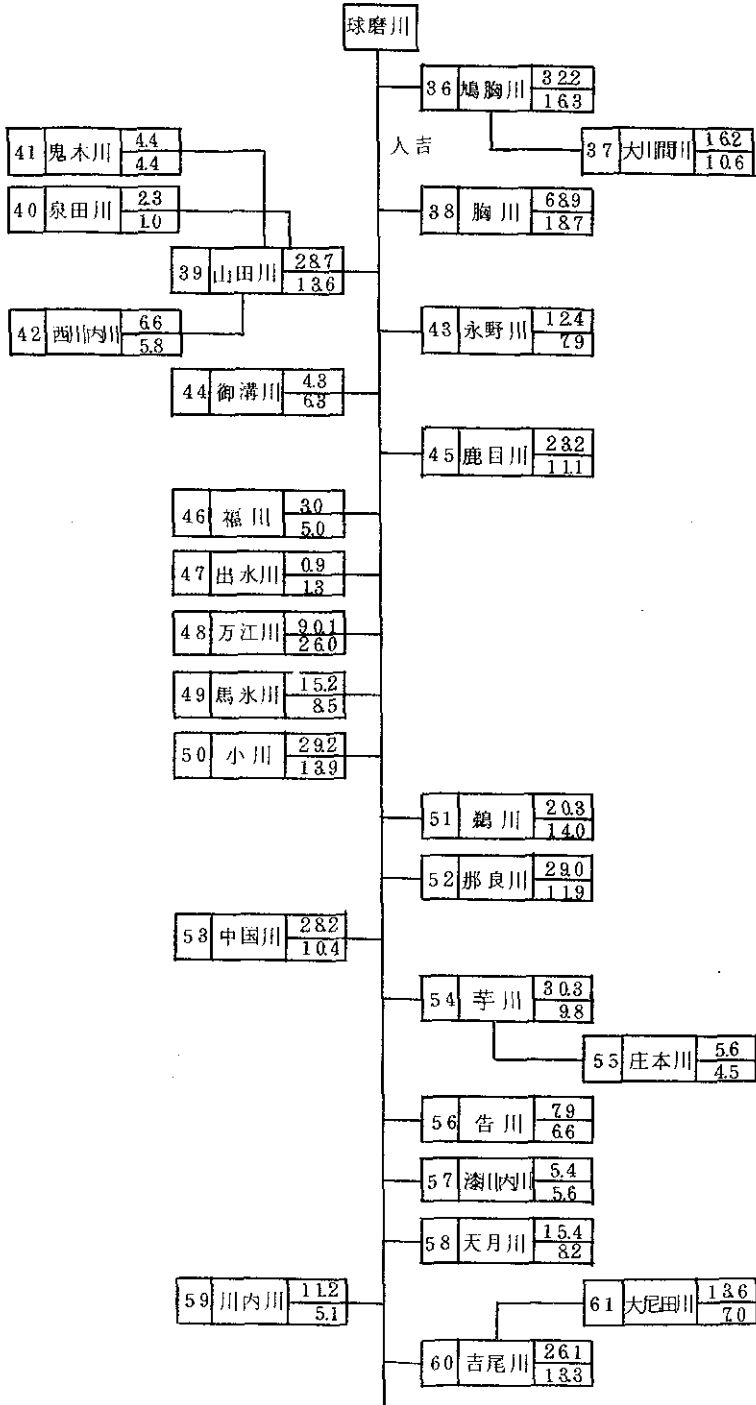 球磨川
36 鳩胸川 32.2 16.3
人吉
37 大川間川 16.2 10.6
41 鬼木川 4.4 4.4
40 泉田川 2.3 1.0
38 胸川 68.9 18.7
39 山田川 28.7 13.6
42 西川内川 6.6 5.8
43 永野川 12.4 7.9
44 御溝川 4.3 6.3
45 鹿目川 23.2 11.1
46 福川 3.0 5.0
47 出水川 0.9 1.3
48 万江川 90.1 26.0
49 馬氷川 15.2 8.5
50 小川 29.2 13.9
51 鵜川 20.3 14.0
52 那良川 29.0 11.9
53 中園川 28.2 10.4
54 芋川 30.3 9.8
55 庄本川 5.6 4.5
56 告川 7.9 6.6
57 漆川内川 5.4 5.6
58 天月川 15.4 8.2
59 川内川 11.2 5.1
61 大尼田川 13.6 7.0
60 吉尾川 26.1 13.3